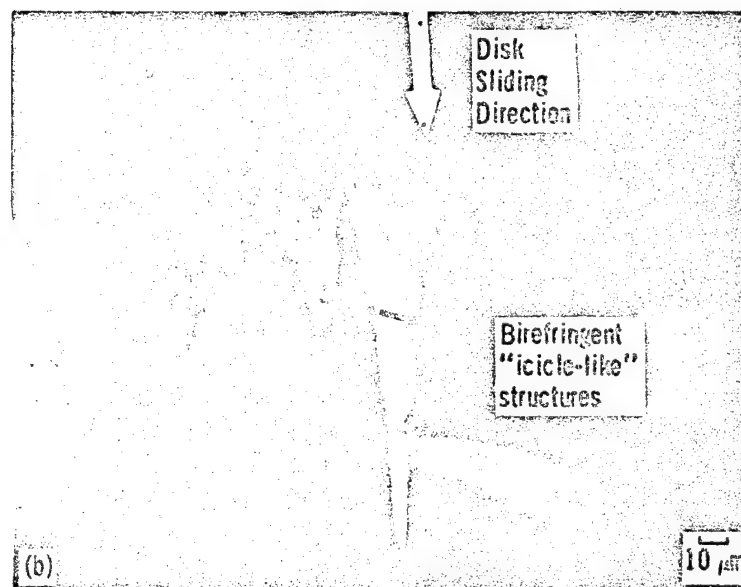 Disk
Sliding
Direction
Birefringent
“icicle-like”
structures
(b)
10 µm